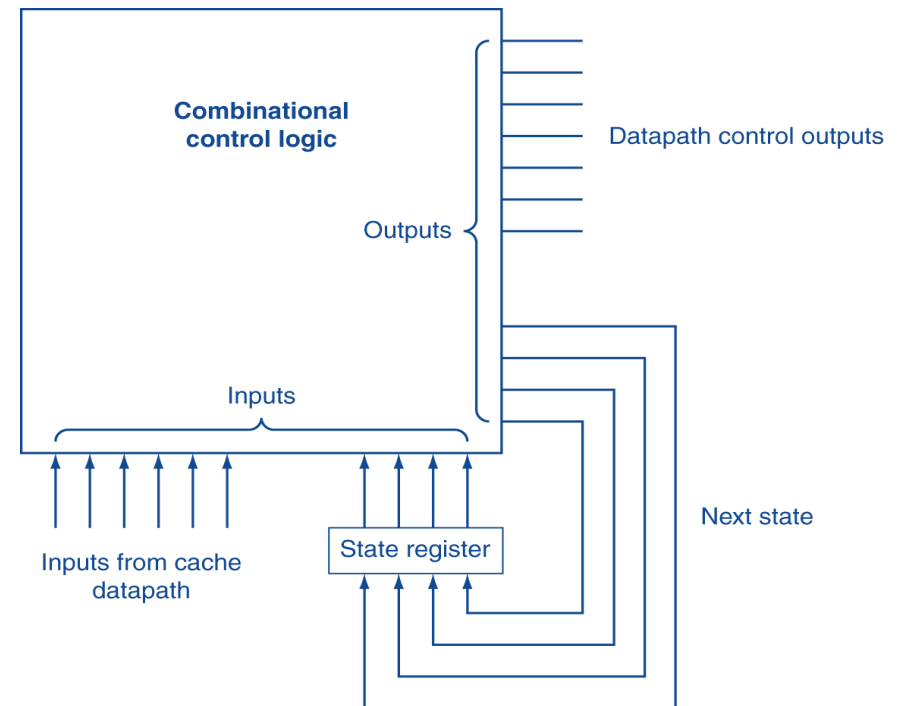 Combinational
control logic
Datapath control outputs
Outputs
Inputs
Next state
State register
Inputs from cache
datapath